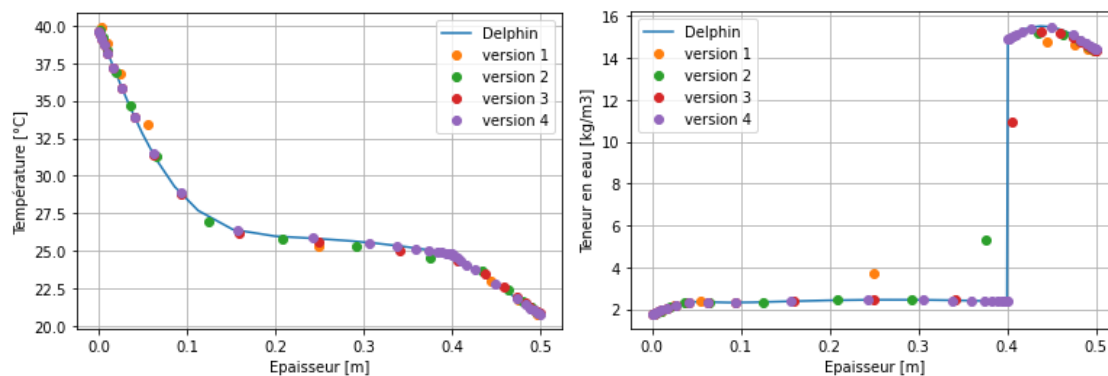 40.0
37.5
35.0
32.5
30.0
27.5
25.0
22.5
20.0
Température [°C]
Delphin
version 1
version 2
version 3
version 4
0.0 0.1 0.2 0.3 0.4 0.5
Epaisseur [m]
16
14
12
10
8
6
4
2
Teneur en eau [kg/m3]
Delphin
version 1
version 2
version 3
version 4
0.0 0.1 0.2 0.3 0.4 0.5
Epaisseur [m]